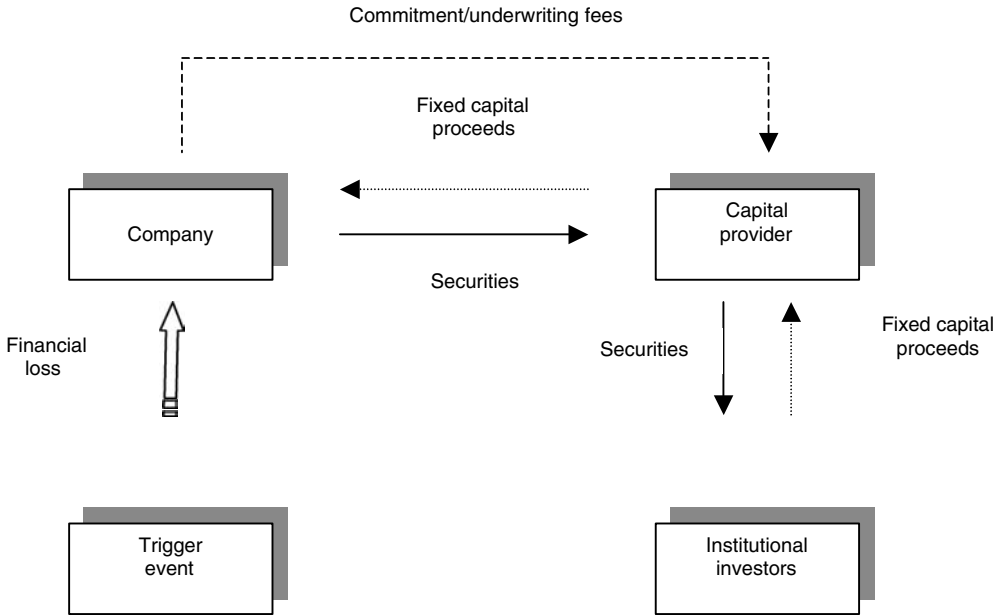 Commitment/underwriting fees
Fixed capital
proceeds
Company
Capital
provider
Securities
Financial
loss
Securities
Fixed capital
proceeds
Trigger
event
Institutional
investors